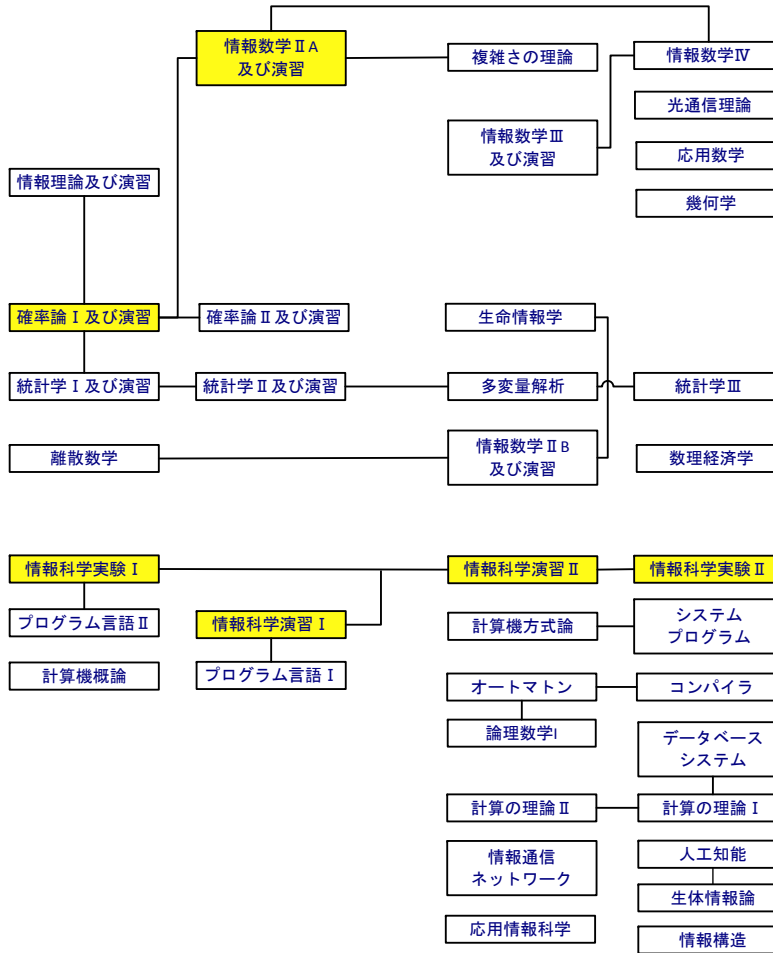 情報数学ⅡA
及び演習
複雑さの理論
情報数学Ⅳ
光通信理論
情報数学Ⅲ
及び演習
応用数学
情報理論及び演習
幾何学
確率論Ⅰ及び演習
確率論Ⅱ及び演習
生命情報学
統計学Ⅰ及び演習
統計学Ⅱ及び演習
多変量解析
統計学Ⅲ
離散数学
情報数学ⅡB
及び演習
数理経済学
情報科学実験Ⅰ
情報科学演習Ⅱ
情報科学実験Ⅱ
プログラム言語Ⅱ
情報科学演習Ⅰ
計算機方式論
システム
プログラム
計算機概論
プログラム言語Ⅰ
オートマトン
コンパイラ
論理数学I
データベース
システム
計算の理論Ⅱ
計算の理論Ⅰ
情報通信
ネットワーク
人工知能
生体情報論
応用情報科学
情報構造